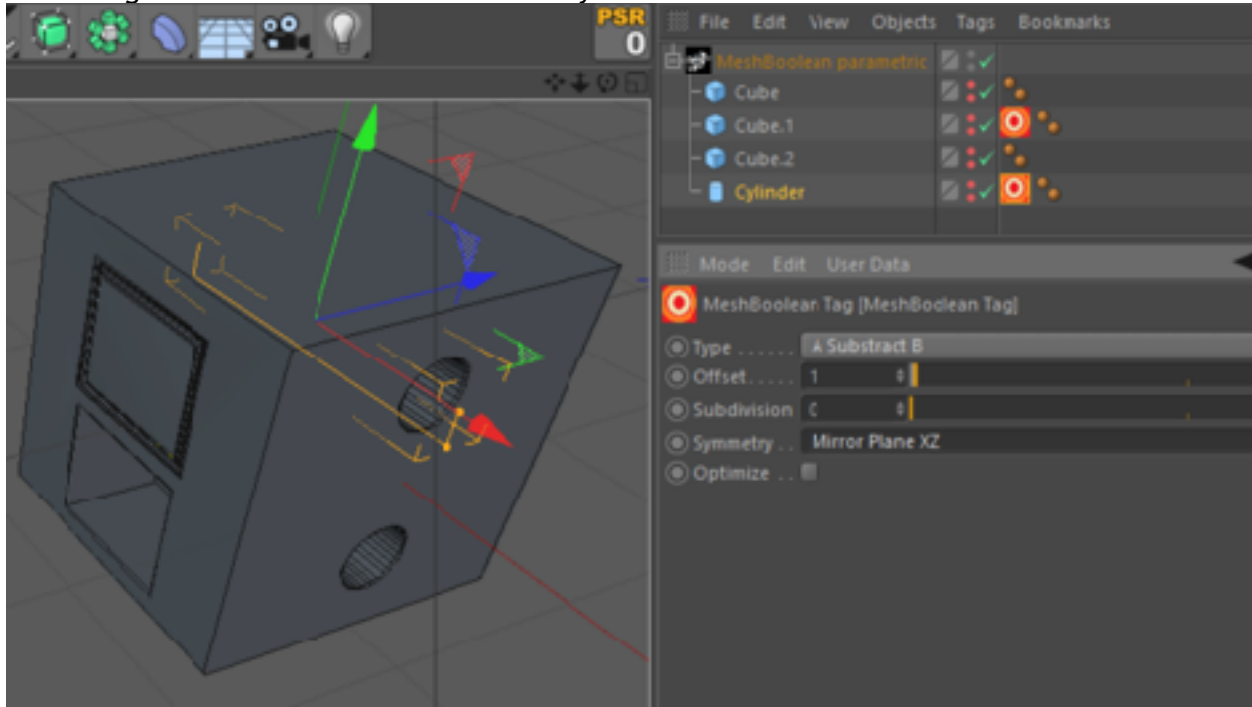 PSR
0
File Edit View Objects Tags Bookmarks
MeshBoolean parametric
Cube
Cube.1
Cube.2
Cylinder
Mode Edit User Data
MeshBoolean Tag [MeshBoolean Tag]
Type ...... A Substract B
Offset..... 1
Subdivision
Symmetry .. Mirror Plane XZ
Optimize ..